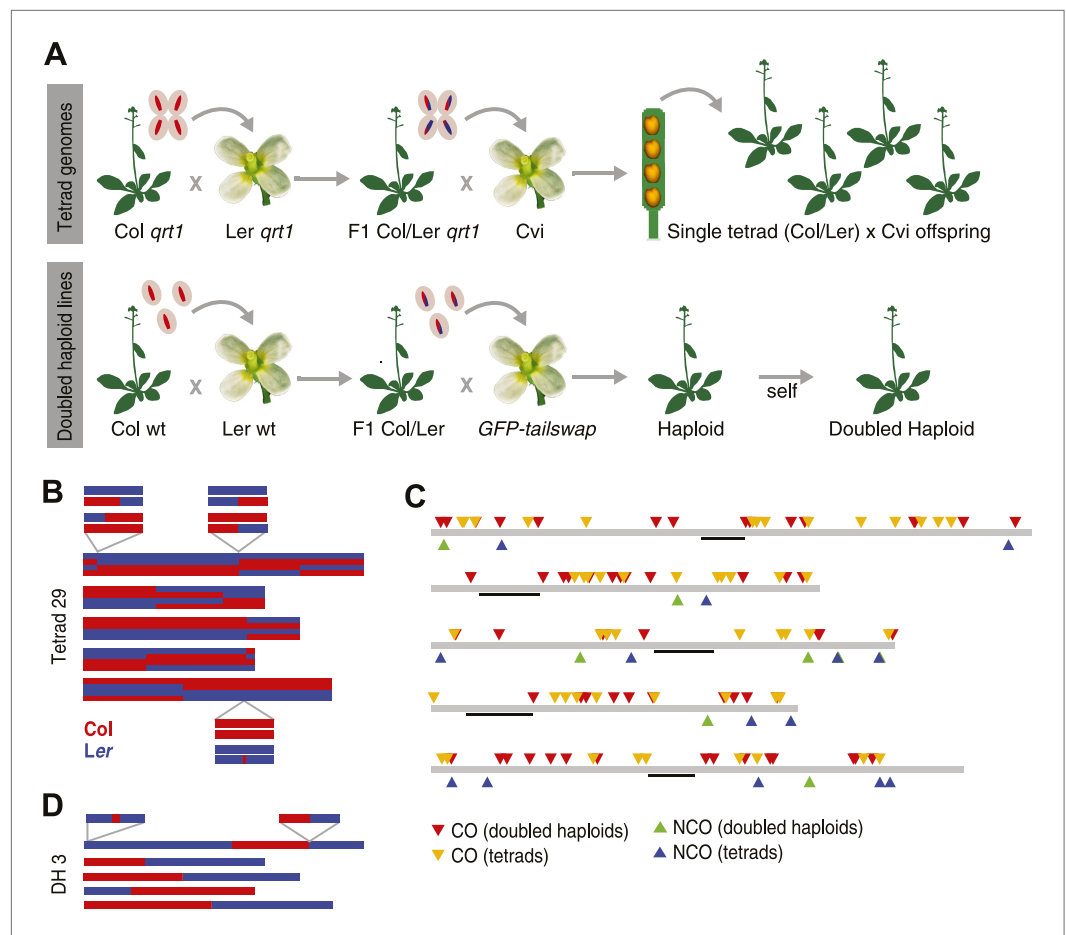 A
Tetrad genomes
X
X
Col qrt1
Ler qrt1
F1 Col/Ler qrt1
Cvi
Single tetrad (Col/Ler) x Cvi offspring
Doubled haploid lines
X
X
self
Col wt
Ler wt
F1 Col/Ler
GFP-tailswap
Haploid
Doubled Haploid
B
Tetrad 29
Col
Ler
C
CO (doubled haploids)
NCO (doubled haploids)
CO (tetrads)
NCO (tetrads)
D
DH 3